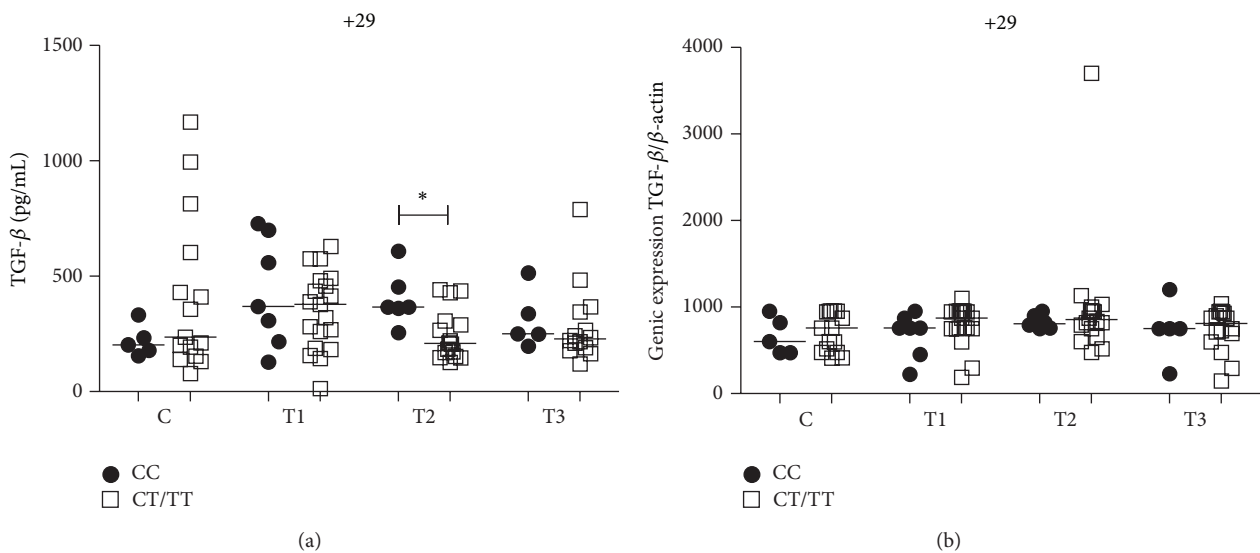 +29
1500
1000
500
0
TGF-β (pg/mL)
*
C T1 T2 T3
CC
CT/TT
(a)
+29
4000
3000
2000
1000
0
Genic expression TGF-β/β-actin
C T1 T2 T3
CC
CT/TT
(b)